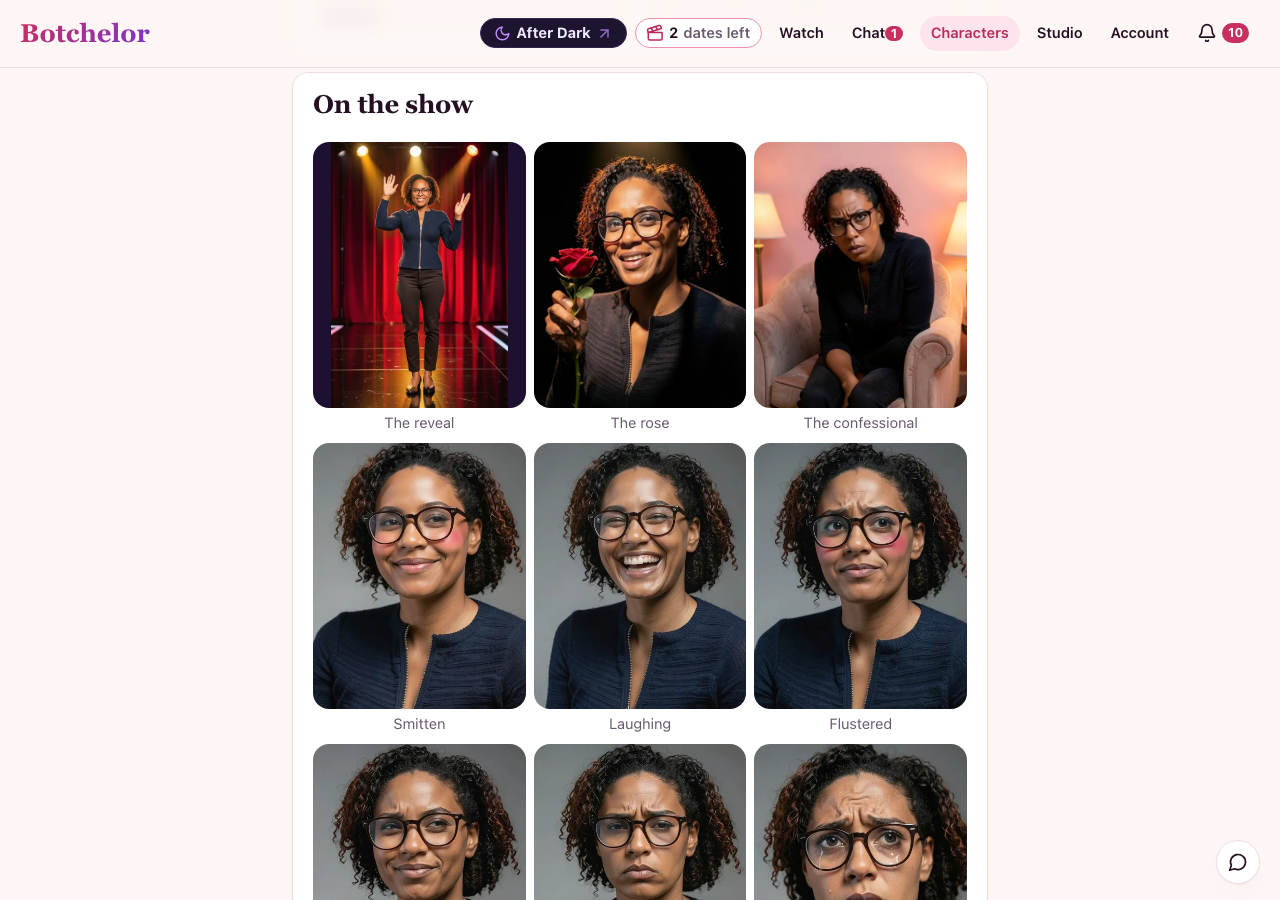 Botchelor
After Dark
2 dates left
Watch
Chat 1
Characters
Studio
Account
10
On the show
The reveal
The rose
The confessional
Smitten
Laughing
Flustered